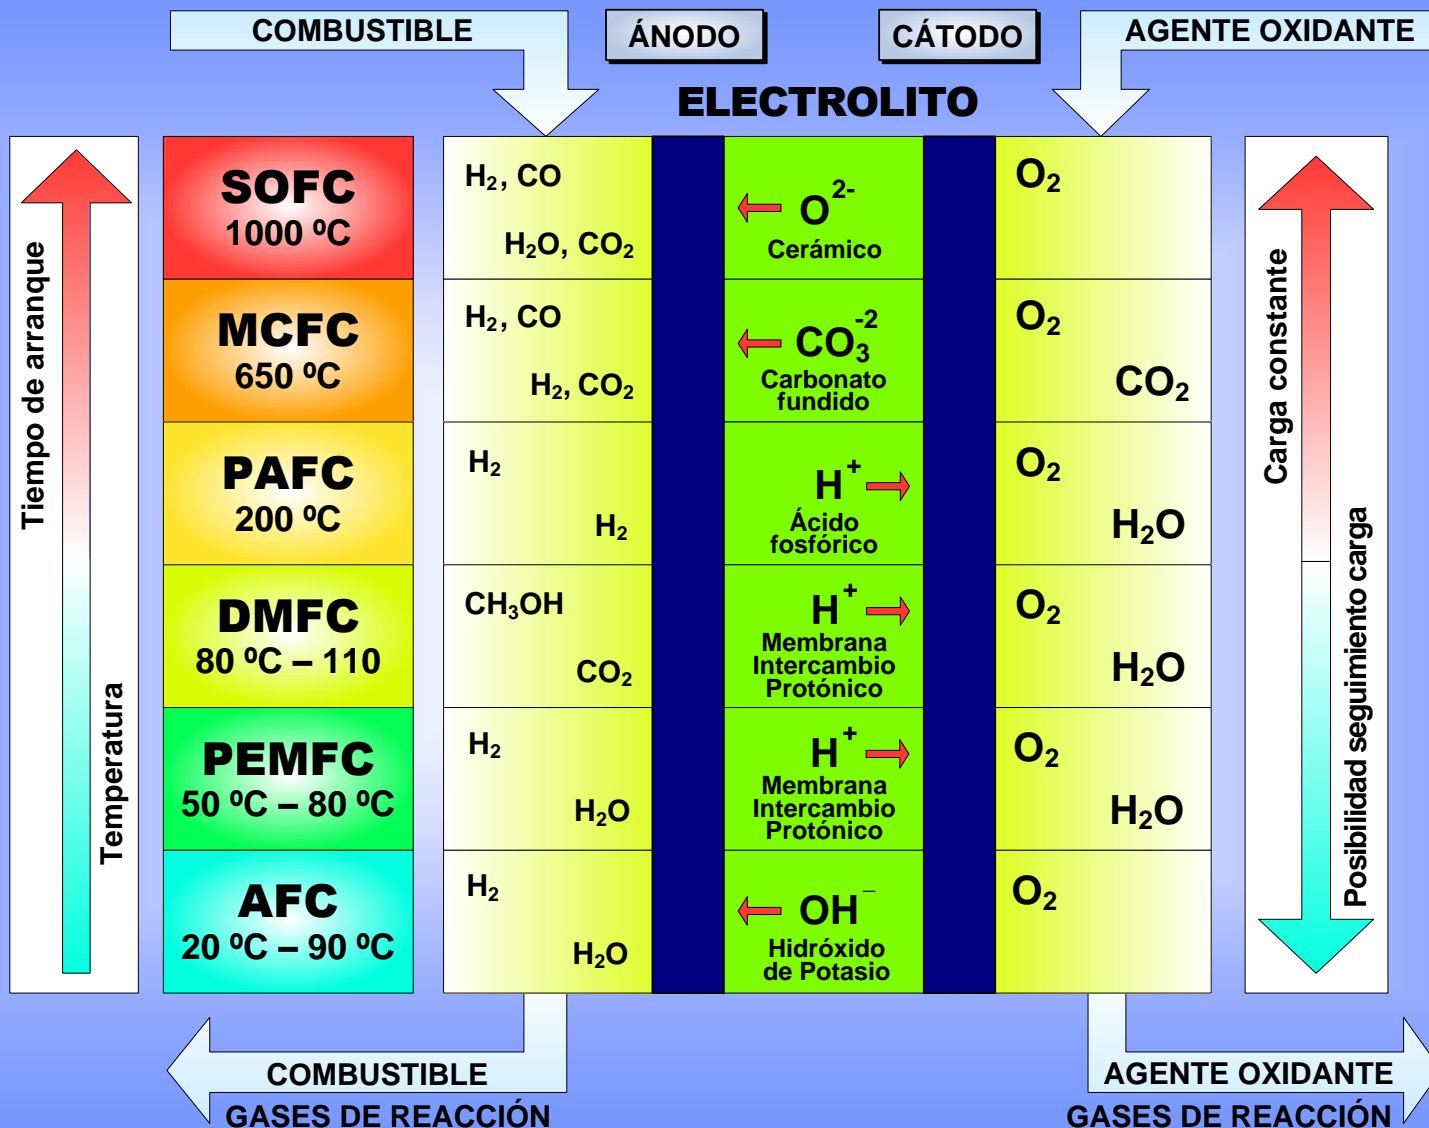 COMBUSTIBLE
ÁNODO
CÁTODO
AGENTE OXIDANTE
ELECTROLITO
Tiempo de arranque
Temperatura
SOFC
1000 ºC
H₂, CO
H₂O, CO₂
O²⁻
Cerámico
O₂
MCFC
650 ºC
H₂, CO
H₂, CO₂
CO₃⁻²
Carbonato
fundido
O₂
CO₂
PAFC
200 ºC
H₂
H₂
H⁺
Ácido
fosfórico
O₂
H₂O
DMFC
80 ºC – 110
CH₃OH
CO₂
H⁺
Membrana
Intercambio
Protónico
O₂
H₂O
PEMFC
50 ºC – 80 ºC
H₂
H₂O
H⁺
Membrana
Intercambio
Protónico
O₂
H₂O
AFC
20 ºC – 90 ºC
H₂
H₂O
OH⁻
Hidróxido
de Potasio
O₂
Carga constante
Posibilidad seguimiento carga
COMBUSTIBLE
GASES DE REACCIÓN
AGENTE OXIDANTE
GASES DE REACCIÓN